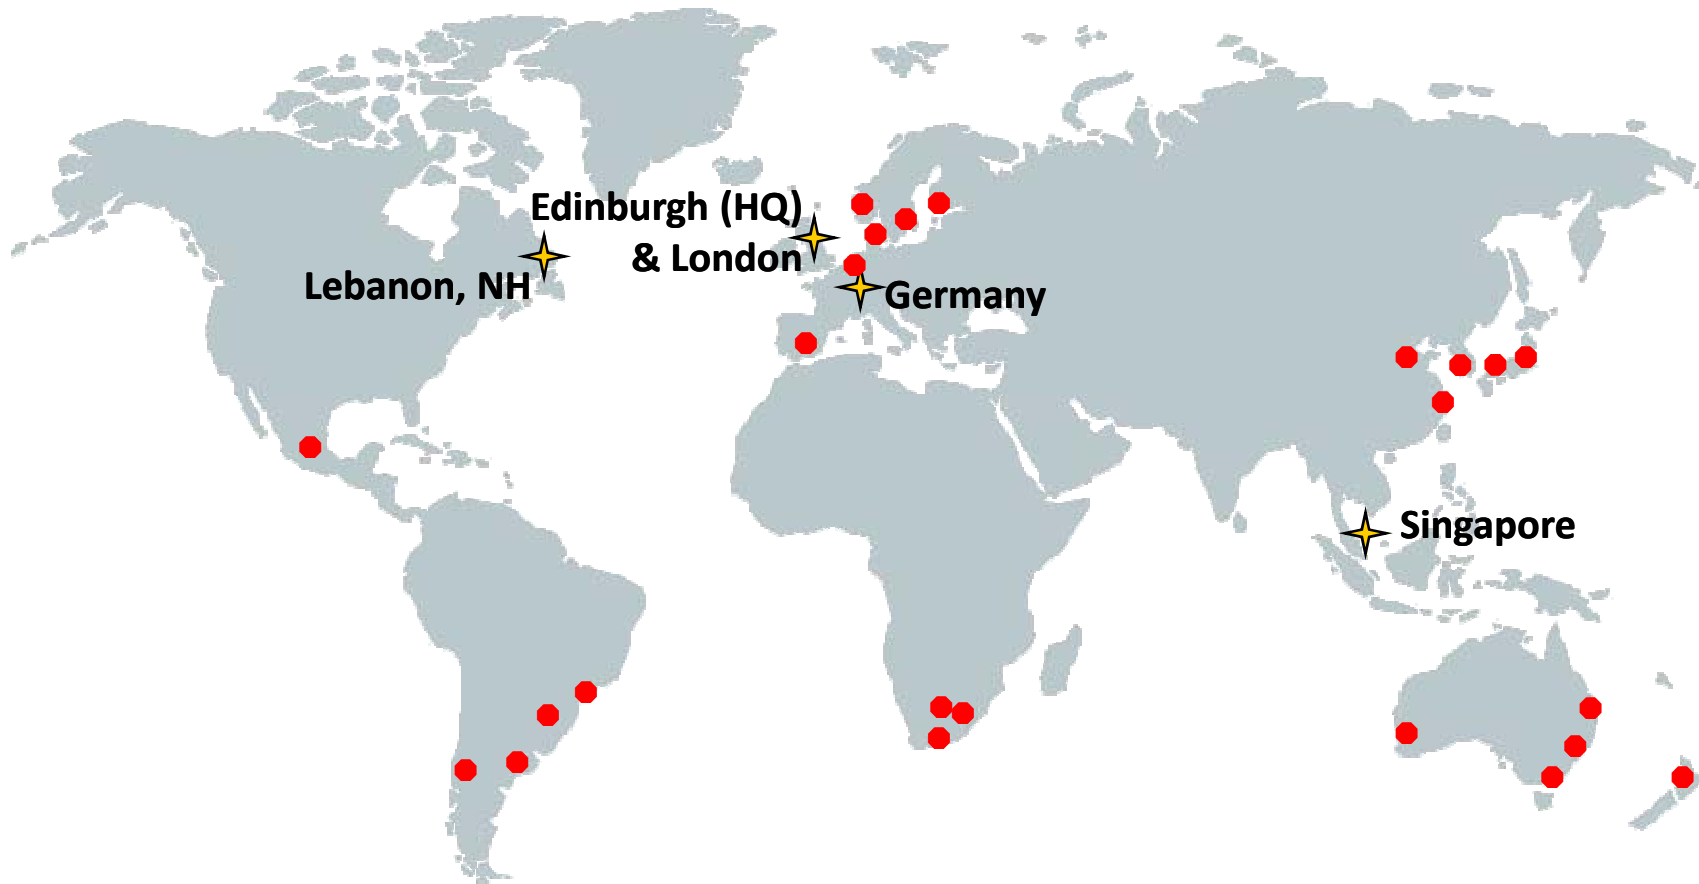 Edinburgh (HQ)
& London
Lebanon, NH
Germany
Singapore